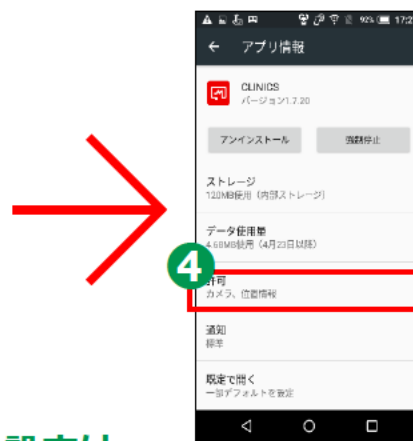 92% 17:2
← アプリ情報
CLINICS
バージョン1.7.20
アンインストール 強制停止
ストレージ
120MB使用（内部ストレージ）
データ使用量
4.68MB使用（4月23日以降）
4
許可
カメラ、位置情報
通知
標準
既定で開く
一部デフォルトを設定